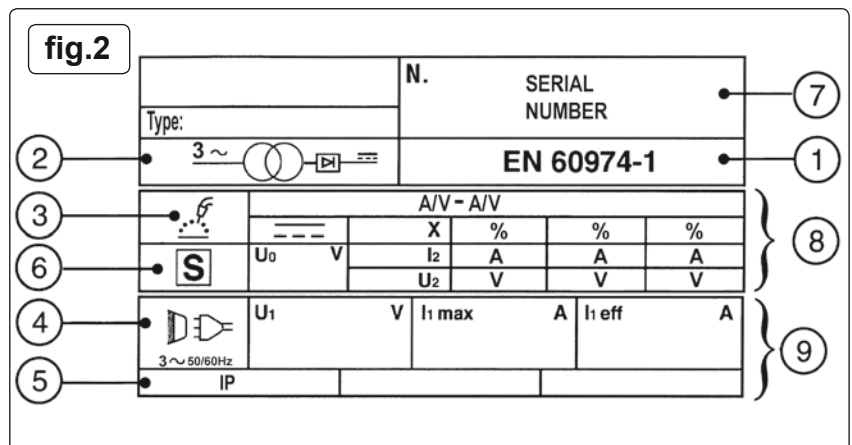 fig.2
N. SERIAL NUMBER
7
Type:
2
3 ~
EN 60974-1
1
3
A/V - A/V
X % % %
8
6
S
U0 V
I2 A A A
U2 V V V
4
U1 V I1 max A I1 eff A
3 ~ 50/60Hz
9
5
IP